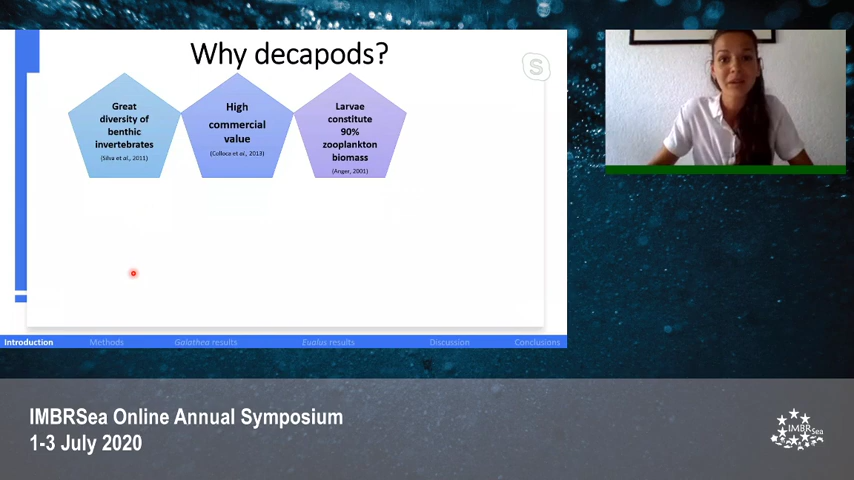 Why decapods?
Great
diversity of
benthic
invertebrates
(Silva et al., 2011)
High
commercial
value
(Colloca et al., 2013)
Larvae
constitute
90%
zooplankton
biomass
(Anger, 2001)
Introduction
Methods
Galathea results
Eualus results
Discussion
Conclusions
IMBRSea Online Annual Symposium
1-3 July 2020
IMBRSea